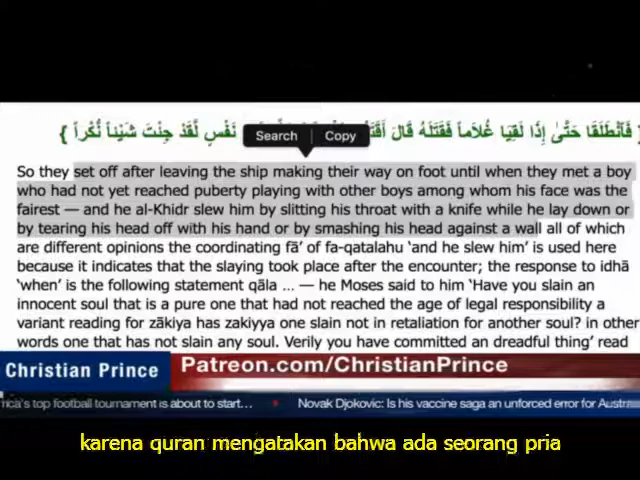 فَٱنْطَلَقَا حَتَّىٰ إِذَا لَقِيَا غُلَاماً فَقَتَلَهُ قَالَ نَفْسٍ لَّقَدْ جِئْتَ شَيْئاً نُّكْراً }
Search Copy
So they set off after leaving the ship making their way on foot until when they met a boy
who had not yet reached puberty playing with other boys among whom his face was the
fairest — and he al-Khidr slew him by slitting his throat with a knife while he lay down or
by tearing his head off with his hand or by smashing his head against a wall all of which
are different opinions the coordinating fā' of fa-qatalahu 'and he slew him' is used here
because it indicates that the slaying took place after the encounter; the response to idhā
'when' is the following statement qāla ... — he Moses said to him 'Have you slain an
innocent soul that is a pure one that had not reached the age of legal responsibility a
variant reading for zākiya has zakiyya one slain not in retaliation for another soul? in other
words one that has not slain any soul. Verily you have committed an dreadful thing' read
Christian Prince
Patreon.com/ChristianPrince
rica's top football tournament is about to start... • Novak Djokovic: Is his vaccine saga an unforced error for Austra
karena quran mengatakan bahwa ada seorang pria